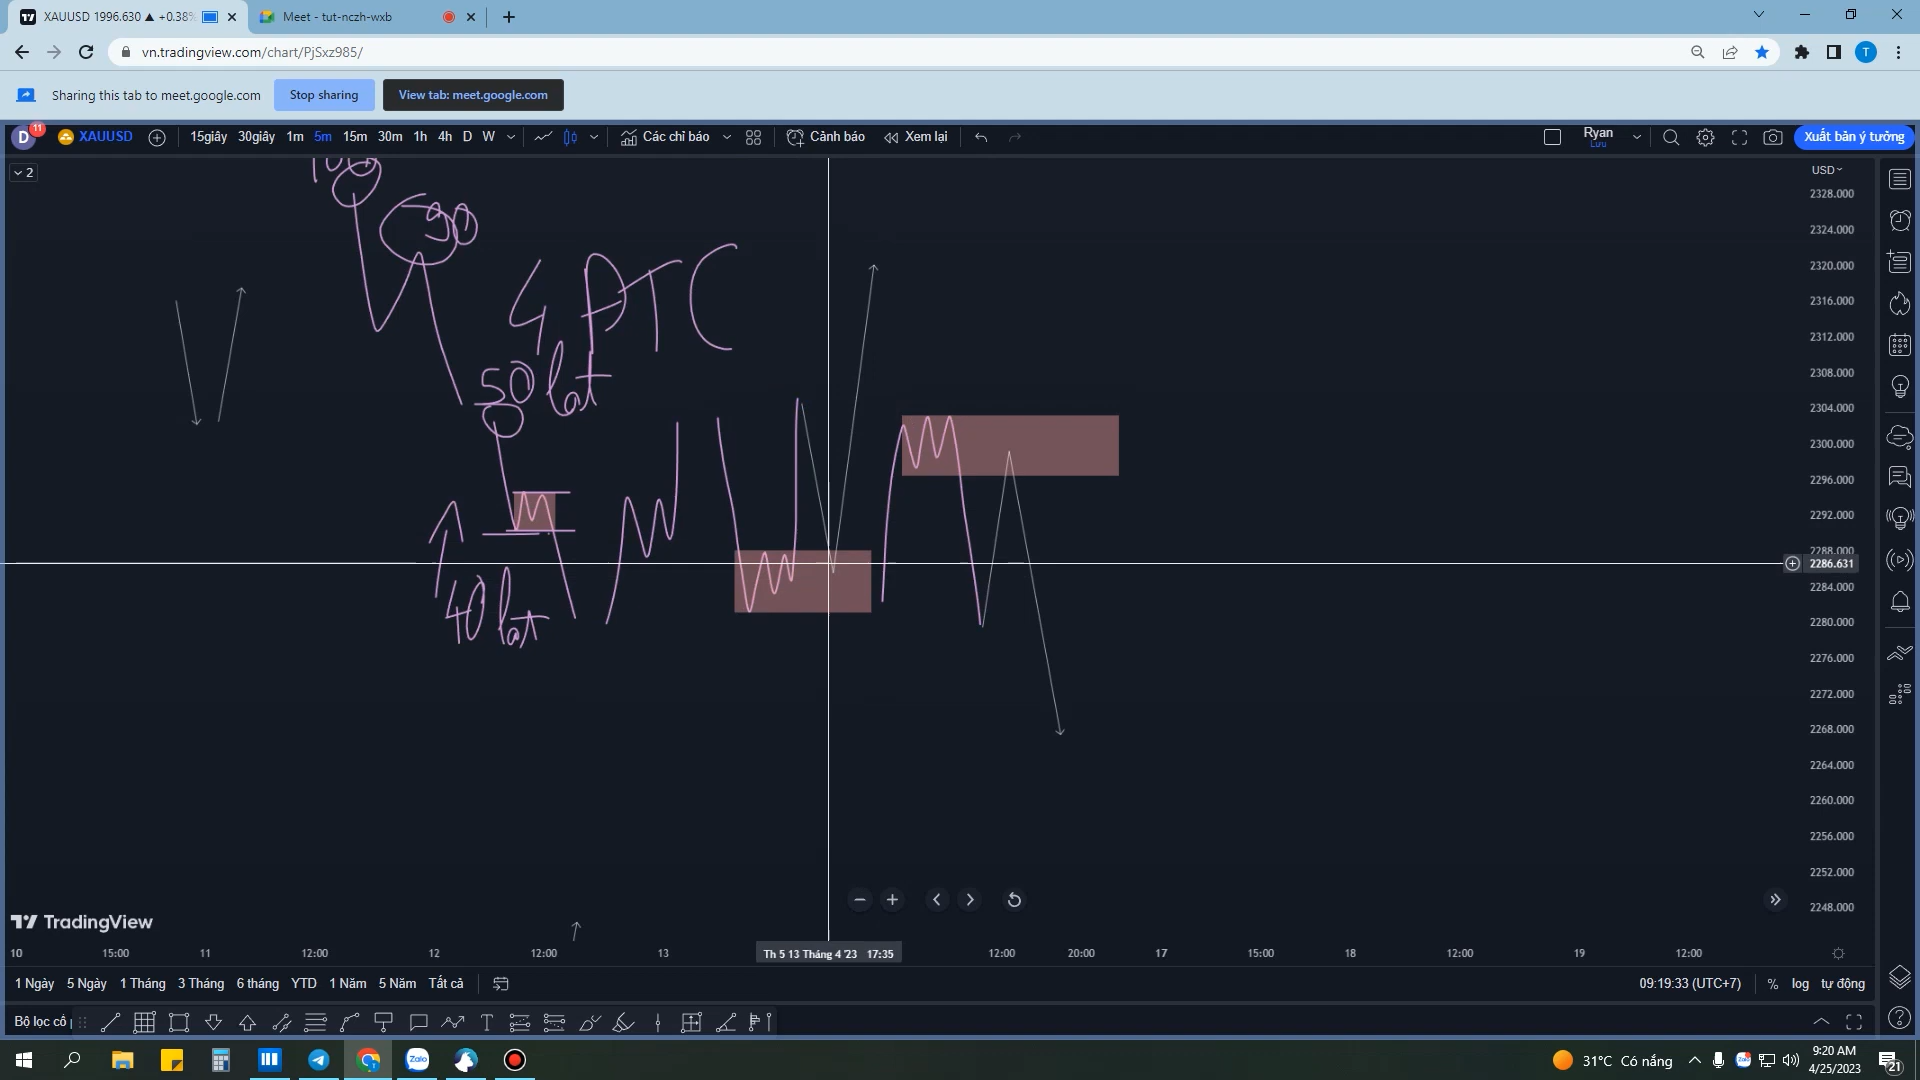 XAUUSD 1996.630 ▲ +0.38%
Meet - tut-nczh-wxb
vn.tradingview.com/chart/PjSxz985/
T
Sharing this tab to meet.google.com
Stop sharing
View tab: meet.google.com
D
11
XAUUSD
15giây
30giây
1m
5m
15m
30m
1h
4h
D
W
Các chỉ báo
Cảnh báo
Xem lại
Ryan
Lưu
Xuất bản ý tưởng
2
USD
2328.000
2324.000
2320.000
2316.000
2312.000
2308.000
2304.000
2300.000
2296.000
2292.000
2288.000
2286.631
2284.000
2280.000
2276.000
2272.000
2268.000
2264.000
2260.000
2256.000
2252.000
2248.000
90
4 PTC
50 lot
40 lot
TradingView
10
15:00
11
12:00
12
12:00
13
Th 5 13 Tháng 4 '23 17:35
12:00
20:00
17
15:00
18
12:00
19
12:00
1 Ngày
5 Ngày
1 Tháng
3 Tháng
6 tháng
YTD
1 Năm
5 Năm
Tất cả
09:19:33 (UTC+7)
%
log
tự động
Bộ lọc cổ
Zalo
31°C Có nắng
9:20 AM
4/25/2023
21